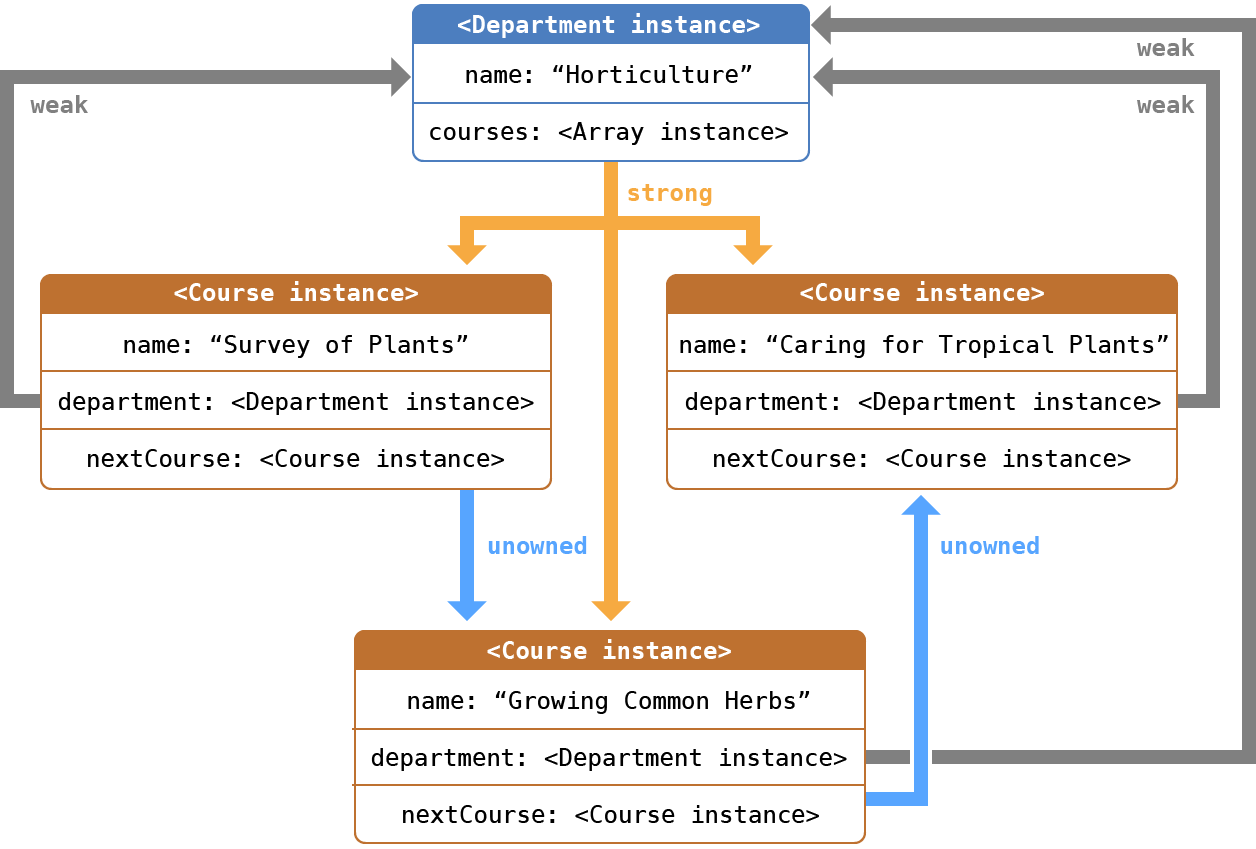 <Department instance>
name: “Horticulture”
courses: <Array instance>
weak
weak
weak
strong
<Course instance>
name: “Survey of Plants”
department: <Department instance>
nextCourse: <Course instance>
<Course instance>
name: “Caring for Tropical Plants”
department: <Department instance>
nextCourse: <Course instance>
unowned
unowned
<Course instance>
name: “Growing Common Herbs”
department: <Department instance>
nextCourse: <Course instance>